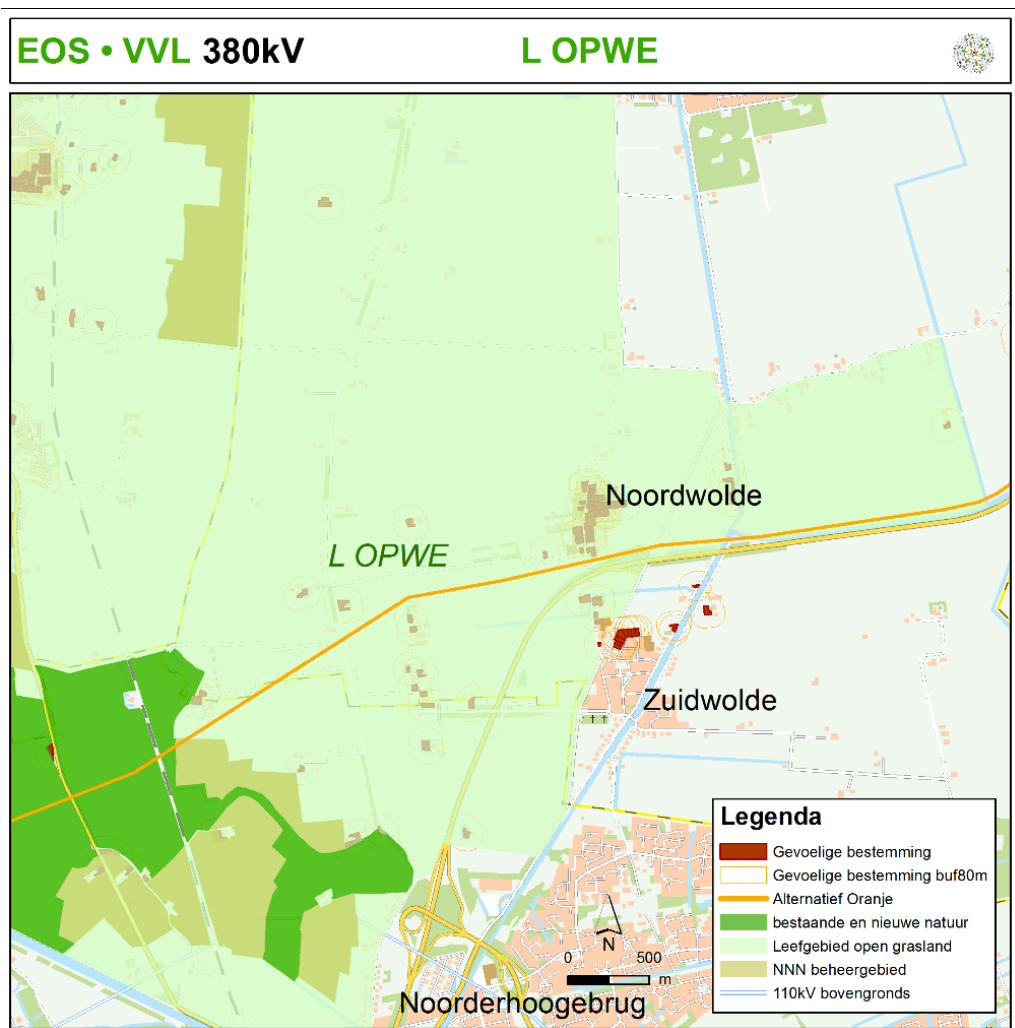 EOS • VVL 380kV L OPWE
Noordwolde
L OPWE
Zuidwolde
Legenda
Gevoelige bestemming
Gevoelige bestemming buf80m
Alternatief Oranje
bestaande en nieuwe natuur
Leefgebied open grasland
NNN beheergebied
110kV bovengronds
N
0 500
m
Noorderhoogebrug